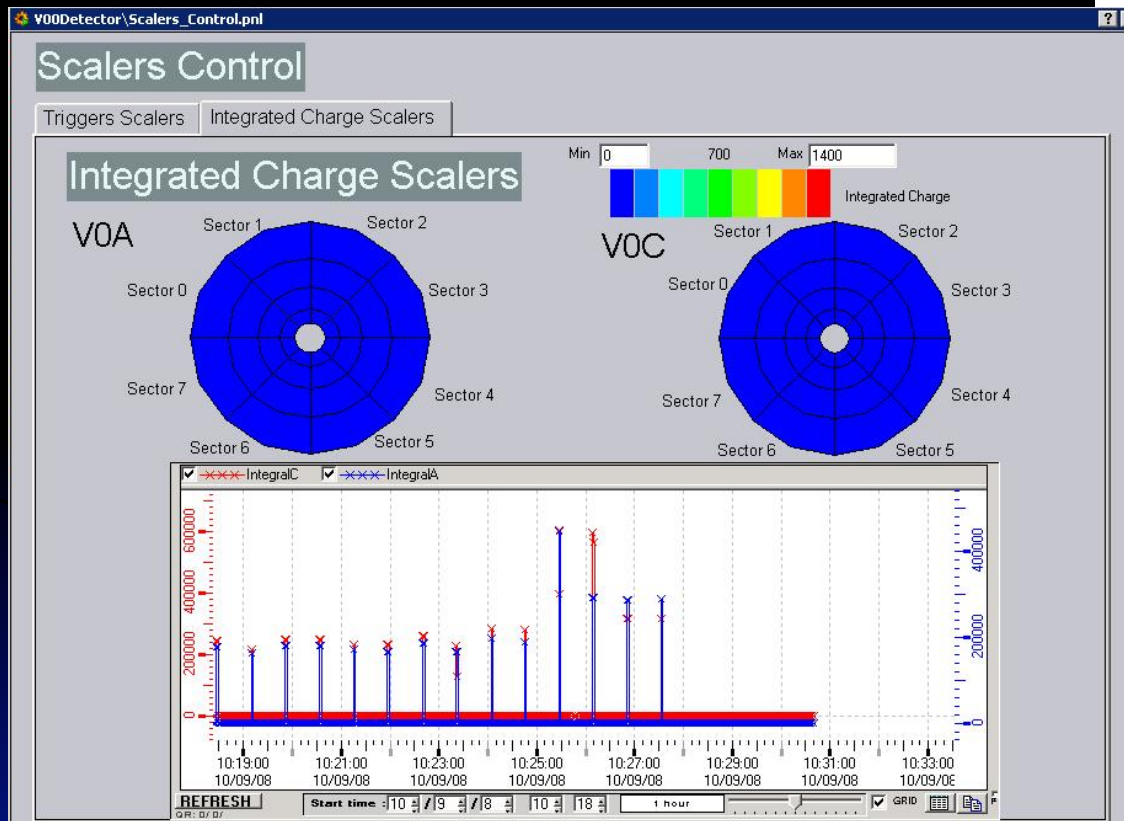 V00Detector\Scalers_Control.pnl
?
Scalers Control
Triggers Scalers
Integrated Charge Scalers
Integrated Charge Scalers
Min 0 700 Max 1400
Integrated Charge
V0A
Sector 1
Sector 2
Sector 0
Sector 3
Sector 7
Sector 4
Sector 6
Sector 5
V0C
Sector 1
Sector 2
Sector 0
Sector 3
Sector 7
Sector 4
Sector 6
Sector 5
IntegralC
IntegralA
600000
400000
200000
0
400000
200000
0
10:19:00 10:21:00 10:23:00 10:25:00 10:27:00 10:29:00 10:31:00 10:33:00
10/09/08 10/09/08 10/09/08 10/09/08 10/09/08 10/09/08 10/09/08 10/09/08
REFRESH
Start time : 10 / 9 / 8 10 18 1 hour GRID